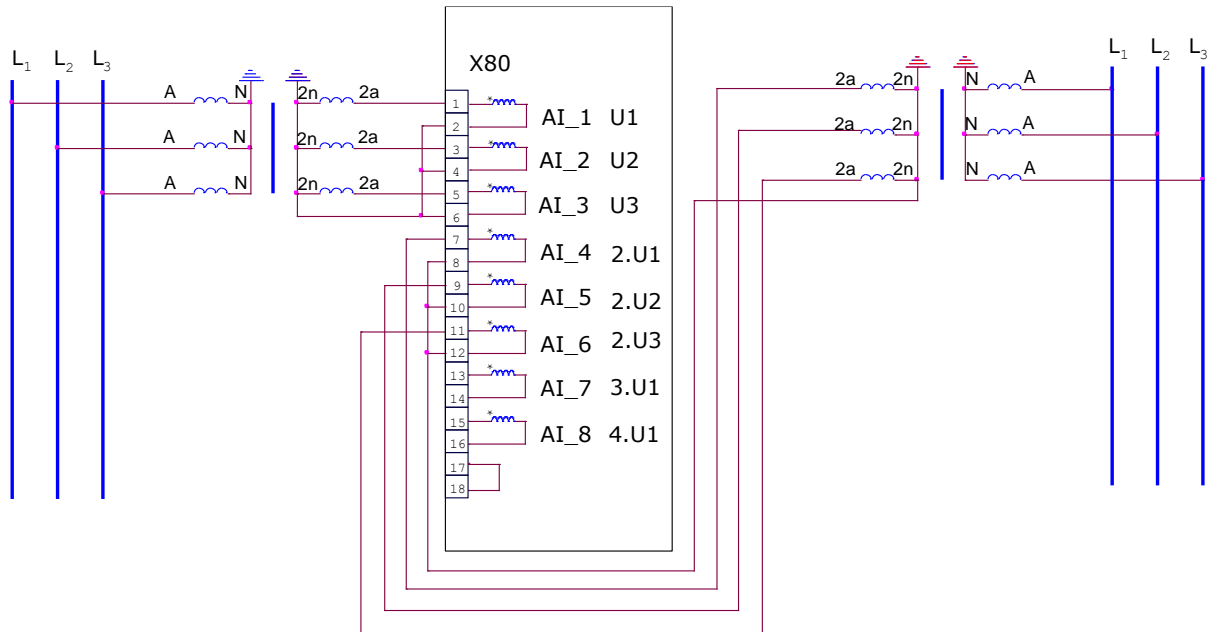 X80
L1 L2 L3
L1 L2 L3
A N 2n 2a
A N 2n 2a
A N 2n 2a
2a 2n N A
2a 2n N A
2a 2n N A
1 * AI_1 U1
2
3 * AI_2 U2
4
5 * AI_3 U3
6
7 * AI_4 2.U1
8
9 * AI_5 2.U2
10
11 * AI_6 2.U3
12
13 * AI_7 3.U1
14
15 * AI_8 4.U1
16
17
18